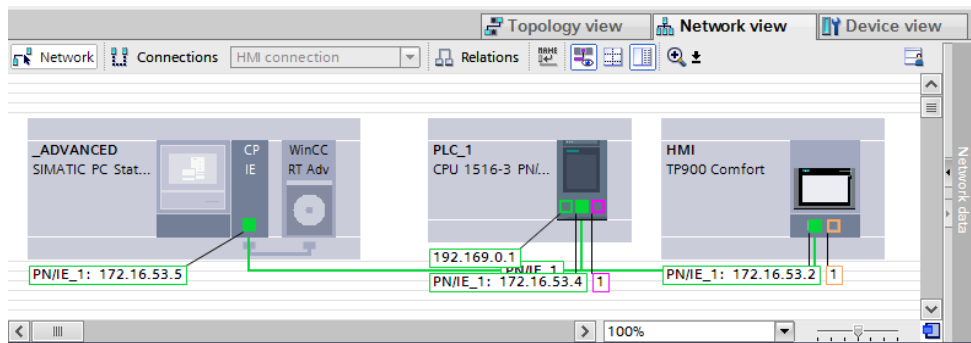 Topology view
Network view
Device view
Network
Connections
HMI connection
Relations
NAME
_ADVANCED
SIMATIC PC Stat...
CP
IE
WinCC
RT Adv
PLC_1
CPU 1516-3 PN/...
HMI
TP900 Comfort
192.169.0.1
PN/IE_1
PN/IE_1: 172.16.53.5
PN/IE_1: 172.16.53.4
1
PN/IE_1: 172.16.53.2
1
Network data
100%